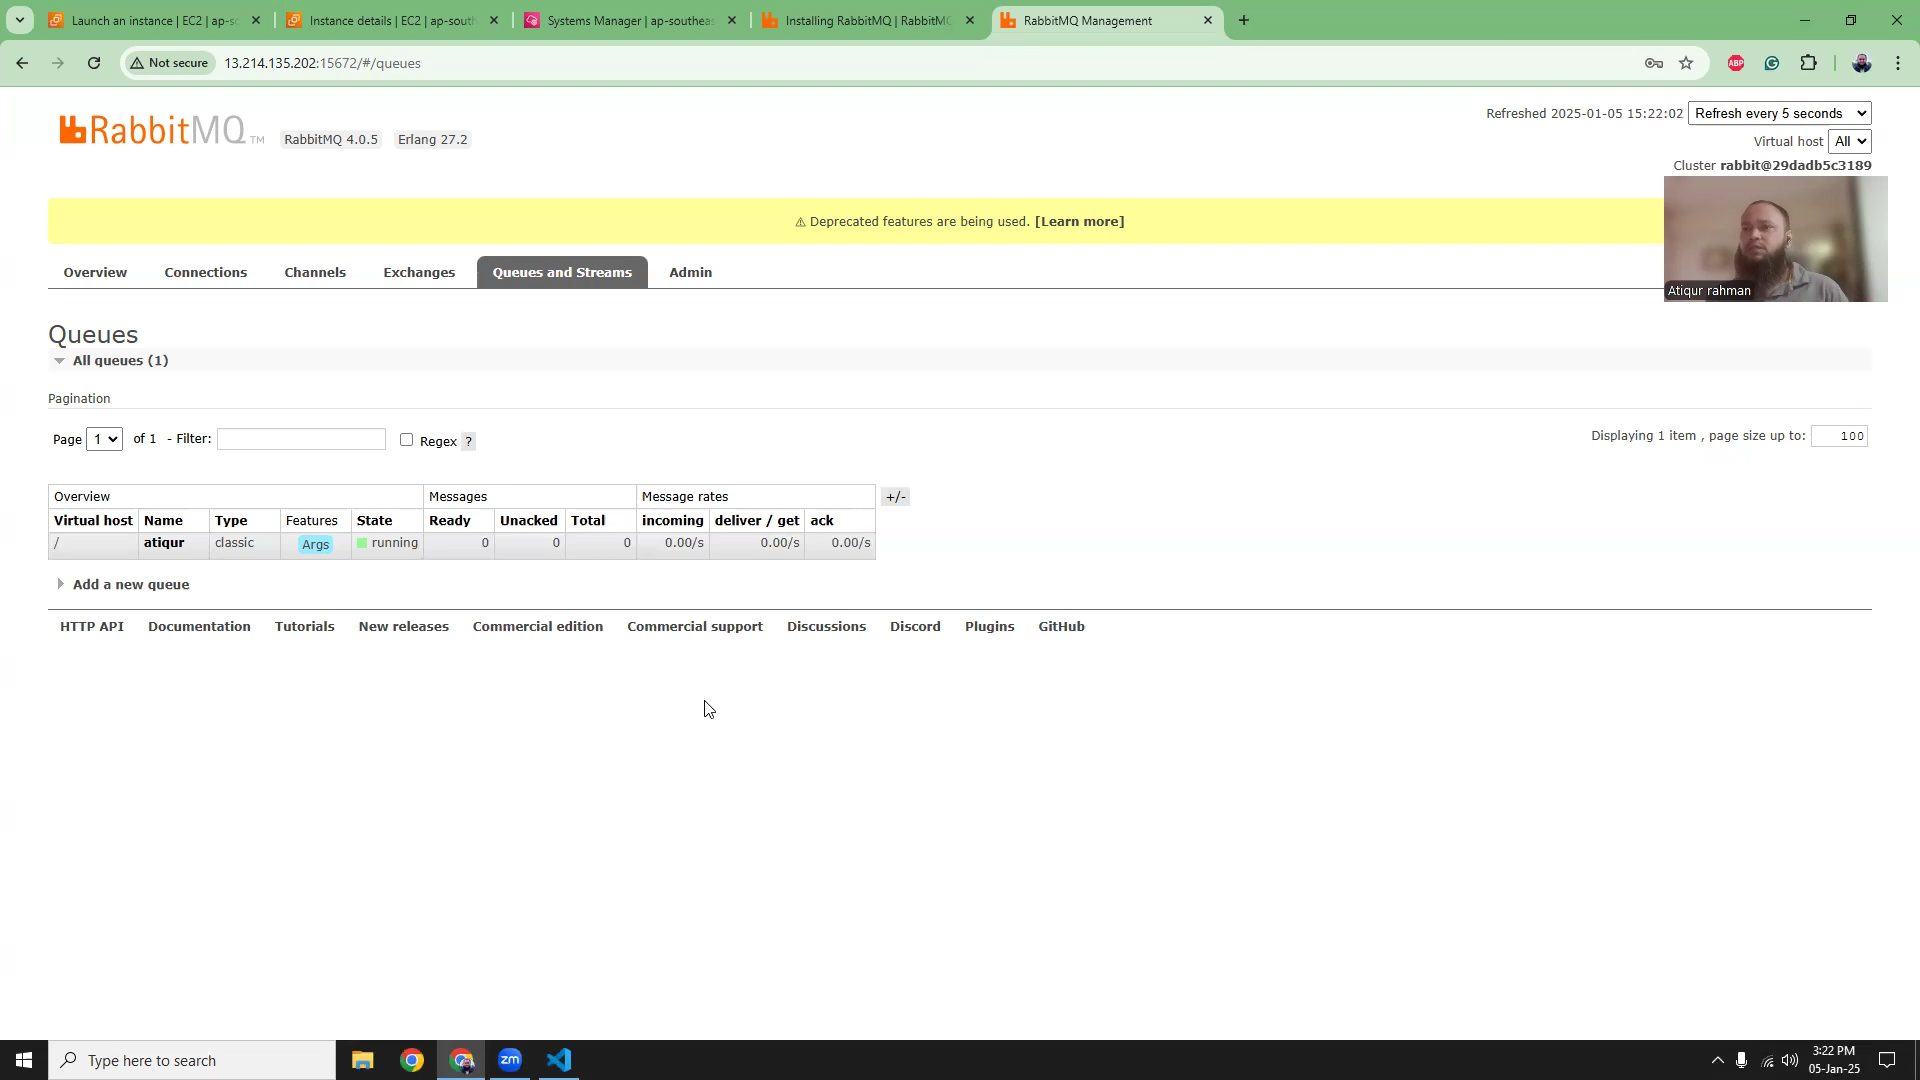 Launch an instance | EC2 | ap-so
Instance details | EC2 | ap-south
Systems Manager | ap-southeas
Installing RabbitMQ | RabbitMQ
RabbitMQ Management
Not secure
13.214.135.202:15672/#/queues
ABP
RabbitMQ TM
RabbitMQ 4.0.5
Erlang 27.2
Refreshed 2025-01-05 15:22:02
Refresh every 5 seconds
Virtual host All
Cluster rabbit@29dadb5c3189
⚠ Deprecated features are being used. [Learn more]
Atiqur rahman
Overview Connections Channels Exchanges Queues and Streams Admin
Queues
All queues (1)
Pagination
Page 1 of 1 - Filter: Regex ?
Displaying 1 item , page size up to: 100
Overview Messages Message rates +/-
Virtual host Name Type Features State Ready Unacked Total incoming deliver / get ack
/ atiqur classic Args running 0 0 0 0.00/s 0.00/s 0.00/s
Add a new queue
HTTP API Documentation Tutorials New releases Commercial edition Commercial support Discussions Discord Plugins GitHub
Type here to search
zm
3:22 PM
05-Jan-25